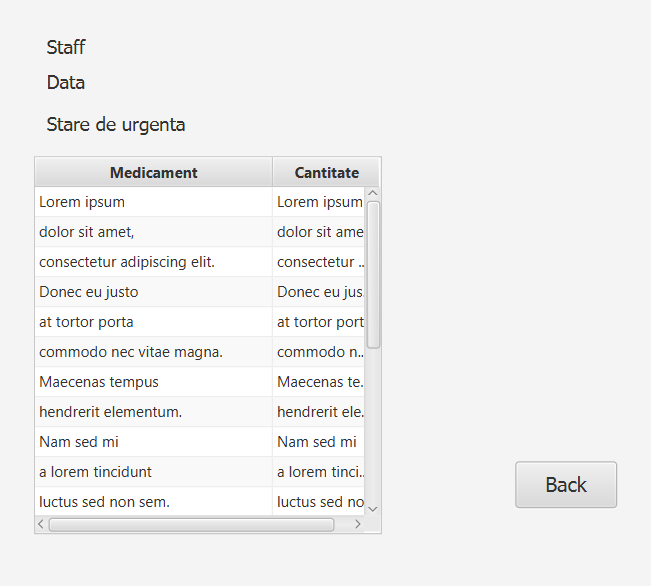 Staff
Data
Stare de urgenta
Medicament Cantitate
Lorem ipsum Lorem ipsum
dolor sit amet, dolor sit ame
consectetur adipiscing elit. consectetur ..
Donec eu justo Donec eu jus
at tortor porta at tortor port
commodo nec vitae magna. commodo n..
Maecenas tempus Maecenas te.
hendrerit elementum. hendrerit ele.
Nam sed mi Nam sed mi
a lorem tincidunt a lorem tinci..
luctus sed non sem. luctus sed no
Back